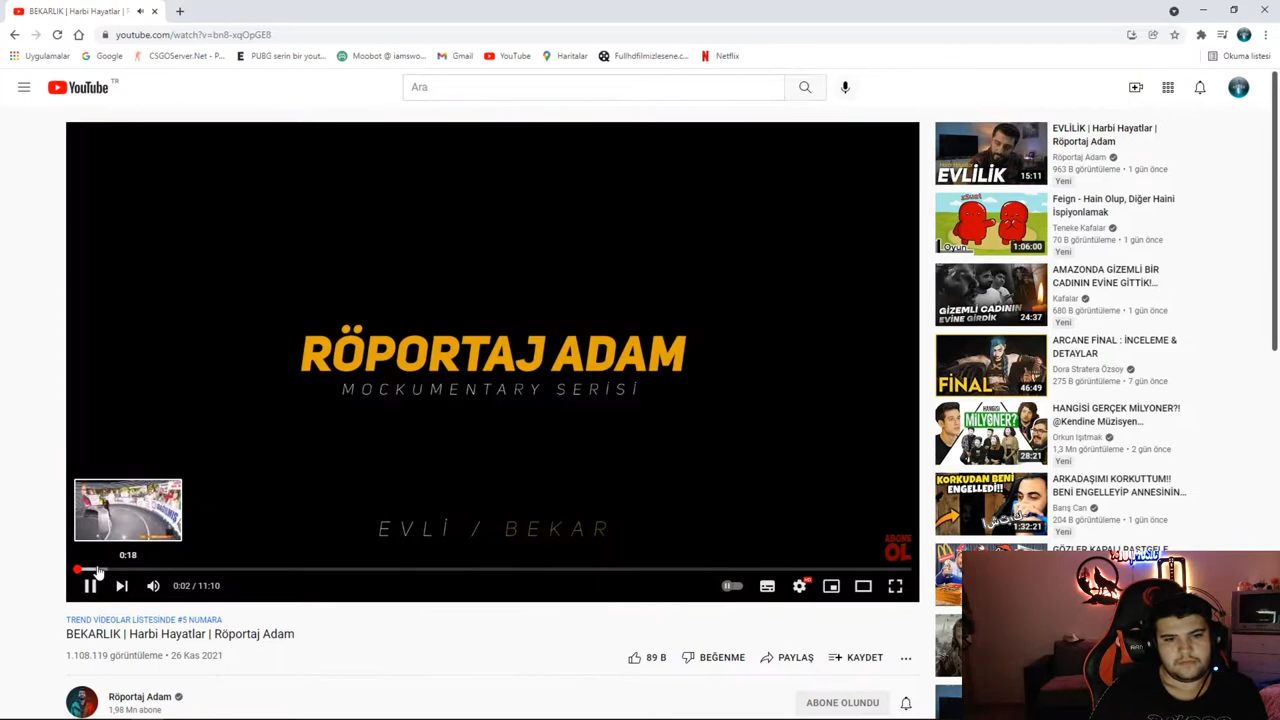 BEKARLIK | Harbi Hayatlar | R
youtube.com/watch?v=bn8-xqOpGE8
Uygulamalar
Google
CSGOServer.Net - P...
PUBG serin bir yout...
Moobot @ iamswo...
Gmail
YouTube
Haritalar
Fullhdfilmizlesene.c...
Netflix
Okuma listesi
YouTube TR
Ara
RÖPORTAJ ADAM
MOCKUMENTARY SERİSİ
EVLİ / BEKAR
ABONE
OL
0:18
0:02 / 11:10
HD
TREND VİDEOLAR LİSTESİNDE #5 NUMARA
BEKARLIK | Harbi Hayatlar | Röportaj Adam
1.108.119 görüntüleme • 26 Kas 2021
89 B
BEĞENME
PAYLAŞ
KAYDET
Röportaj Adam
1,98 Mn abone
ABONE OLUNDU
EVLİLİK
15:11
EVLİLİK | Harbi Hayatlar |
Röportaj Adam
Röportaj Adam
963 B görüntüleme • 1 gün önce
Yeni
1:06:00
Feign - Hain Olup, Diğer Haini
İspiyonlamak
Teneke Kafalar
70 B görüntüleme • 1 gün önce
Yeni
GİZEMLİ CADININ
EVİNE GİRDİK
24:37
AMAZONDA GİZEMLİ BİR
CADININ EVİNE GİTTİK!...
Kafalar
680 B görüntüleme • 1 gün önce
Yeni
FİNAL
46:49
ARCANE FİNAL : İNCELEME &
DETAYLAR
Dora Stratera Özsoy
275 B görüntüleme • 7 gün önce
HANGİSİ
MİLYONER?
28:21
HANGİSİ GERÇEK MİLYONER?!
@Kendine Müzisyen...
Orkun Işıtmak
1,3 Mn görüntüleme • 2 gün önce
Yeni
KORKUDAN BENİ
ENGELLEDİ!!
1:32:21
ARKADAŞIMI KORKUTTUM!!
BENİ ENGELLEYİP ANNESİNİN...
Barış Can
204 B görüntüleme • 1 gün önce
Yeni